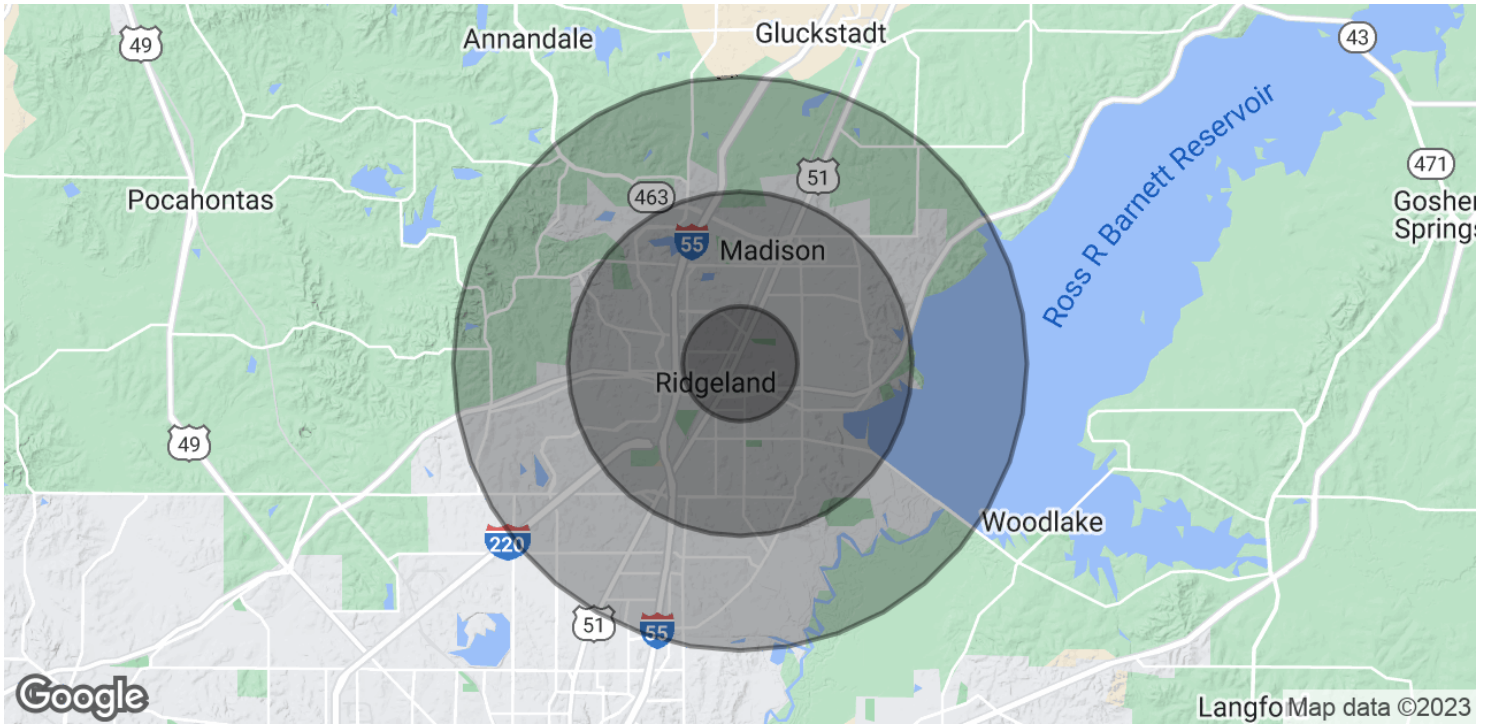 Gluckstadt
Annandale
49
43
Ross R Barnett Reservoir
471
51
463
Pocahontas
Goshen
Springs
55
Madison
Ridgeland
49
Woodlake
220
51
55
Google
Langfo
Map data ©2023